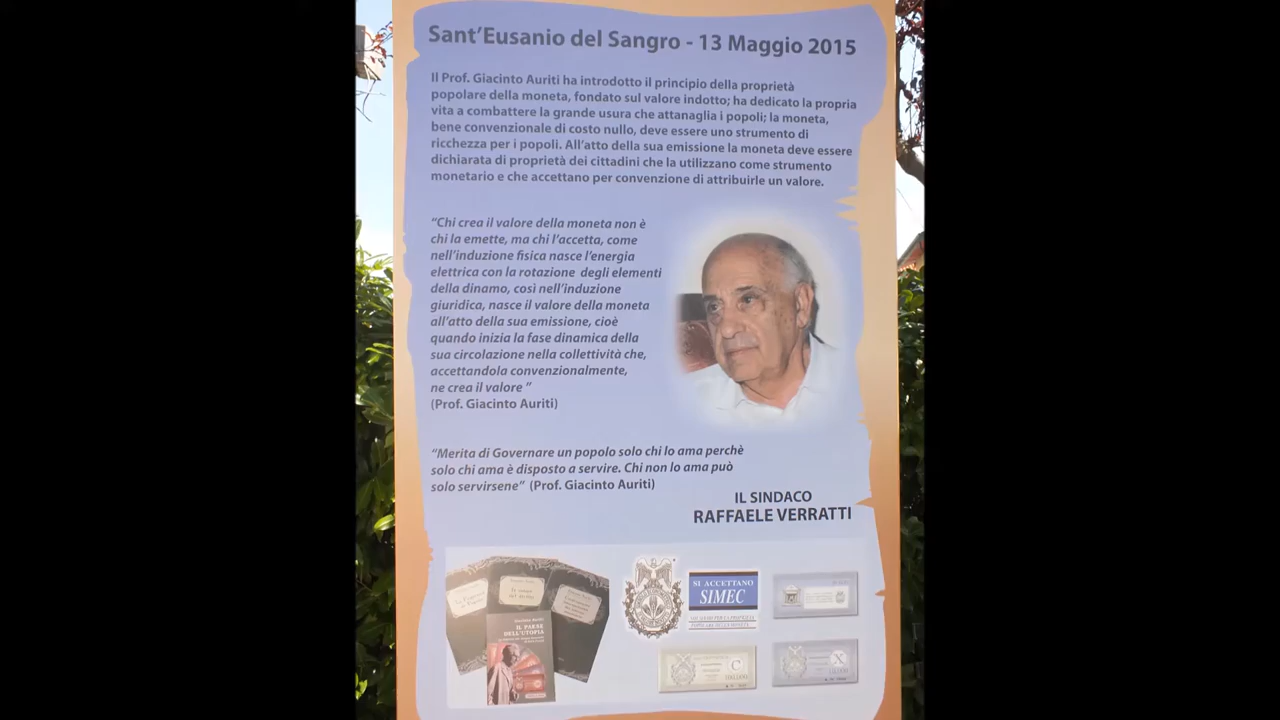 Sant'Eusanio del Sangro - 13 Maggio 2015
Il Prof. Giacinto Auriti ha introdotto il principio della proprietà
popolare della moneta, fondato sul valore indotto; ha dedicato la propria
vita a combattere la grande usura che attanaglia i popoli; la moneta,
bene convenzionale di costo nullo, deve essere uno strumento di
ricchezza per i popoli. All'atto della sua emissione la moneta deve essere
dichiarata di proprietà dei cittadini che la utilizzano come strumento
monetario e che accettano per convenzione di attribuirle un valore.
"Chi crea il valore della moneta non è
chi la emette, ma chi l'accetta, come
nell'induzione fisica nasce l'energia
elettrica con la rotazione degli elementi
della dinamo, così nell'induzione
giuridica, nasce il valore della moneta
all'atto della sua emissione, cioè
quando inizia la fase dinamica della
sua circolazione nella collettività che,
accettandola convenzionalmente,
ne crea il valore "
(Prof. Giacinto Auriti)
"Merita di Governare un popolo solo chi lo ama perchè
solo chi ama è disposto a servire. Chi non lo ama può
solo servirsene" (Prof. Giacinto Auriti)
IL SINDACO
RAFFAELE VERRATTI
IL PAESE
DELL'UTOPIA
SI ACCETTANO
SIMEC
C
100.000
X
10.000